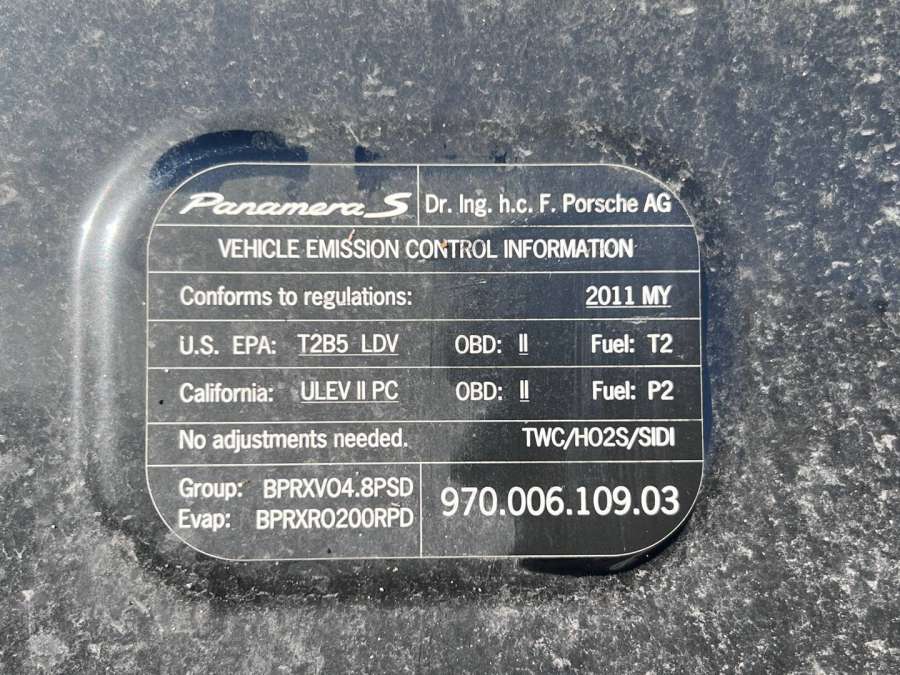 Panamera S Dr. Ing. h.c. F. Porsche AG
VEHICLE EMISSION CONTROL INFORMATION
Conforms to regulations: 2011 MY
U.S. EPA: T2B5 LDV OBD: II Fuel: T2
California: ULEV II PC OBD: II Fuel: P2
No adjustments needed. TWC/HO2S/SIDI
Group: BPRXV04.8PSD
Evap: BPRXR0200RPD
970.006.109.03